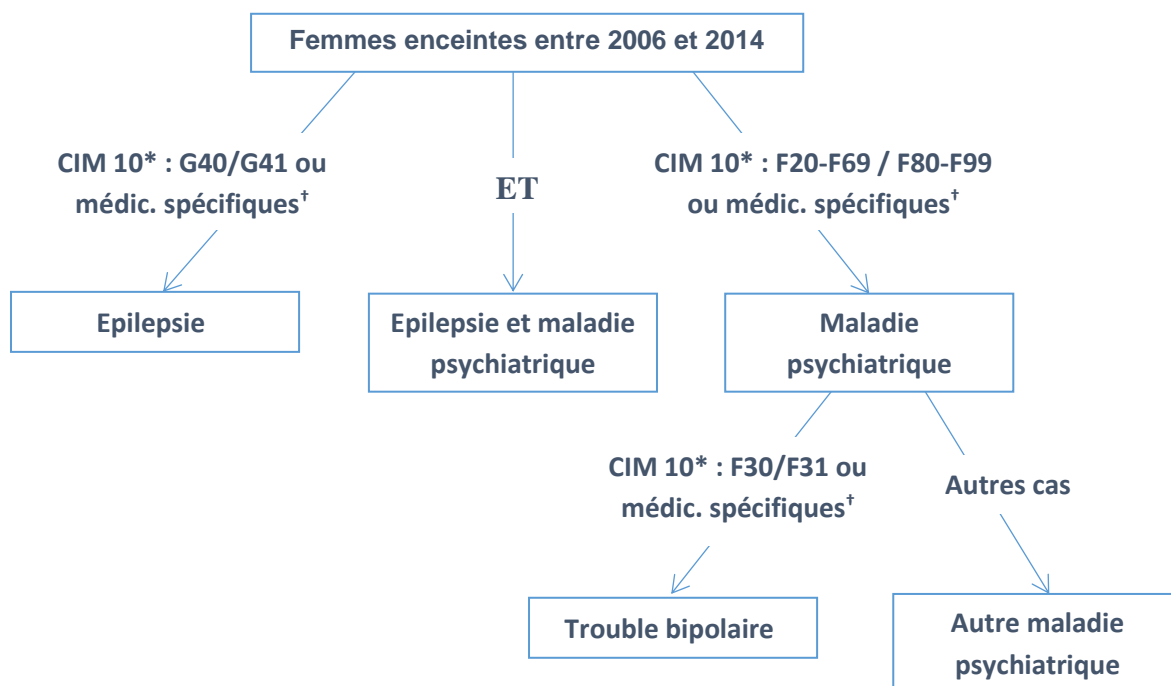 Femmes enceintes entre 2006 et 2014
CIM 10* : G40/G41 ou
médic. spécifiques†
ET
CIM 10* : F20-F69 / F80-F99
ou médic. spécifiques†
Epilepsie
Epilepsie et maladie
psychiatrique
Maladie
psychiatrique
CIM 10* : F30/F31 ou
médic. spécifiques†
Autres cas
Trouble bipolaire
Autre maladie
psychiatrique